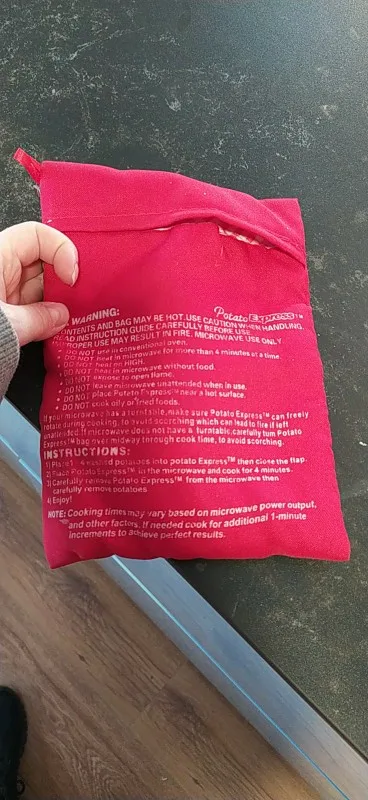 WARNING:
Potato Express™
CONTENTS AND BAG MAY BE HOT. USE CAUTION WHEN HANDLING.
READ INSTRUCTION GUIDE CAREFULLY BEFORE USE.
IMPROPER USE MAY RESULT IN FIRE. MICROWAVE USE ONLY
• DO NOT use in conventional oven.
• DO NOT heat in microwave for more than 4 minutes at a time.
• DO NOT heat on HIGH.
• DO NOT heat in microwave without food.
• DO NOT expose to open flame.
• DO NOT leave microwave unattended when in use.
• DO NOT place Potato Express™ near a hot surface.
• DO NOT cook oily or fried foods.
If your microwave has a turntable, make sure Potato Express™ can freely
rotate during cooking, to avoid scorching which can lead to fire if left
unattended. If microwave does not have a turntable, carefully turn Potato
Express™ bag over midway through cook time, to avoid scorching.
INSTRUCTIONS:
1) Place 1 - 4 washed potatoes into potato Express™ then close the flap.
2) Place Potato Express™ in the microwave and cook for 4 minutes.
3) Carefully remove Potato Express™ from the microwave then
carefully remove potatoes.
4) Enjoy!
NOTE: Cooking times may vary based on microwave power output,
and other factors. If needed cook for additional 1-minute
increments to achieve perfect results.